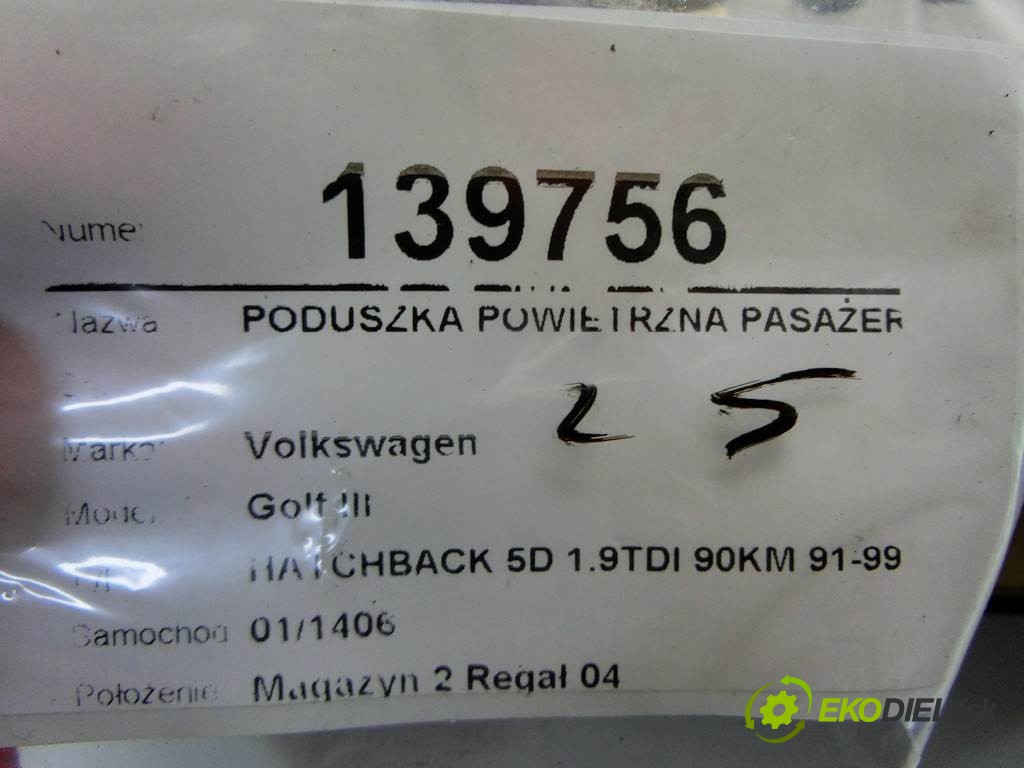 Numer 139756
Nazwa PODUSZKA POWIETRZNA PASAŻER
2 5
Marka Volkswagen
Model Golf III
HATCHBACK 5D 1.9TDI 90KM 91-99
Samochod 01/1406
Położenie Magazyn 2 Regał 04
EKODIELY.sk